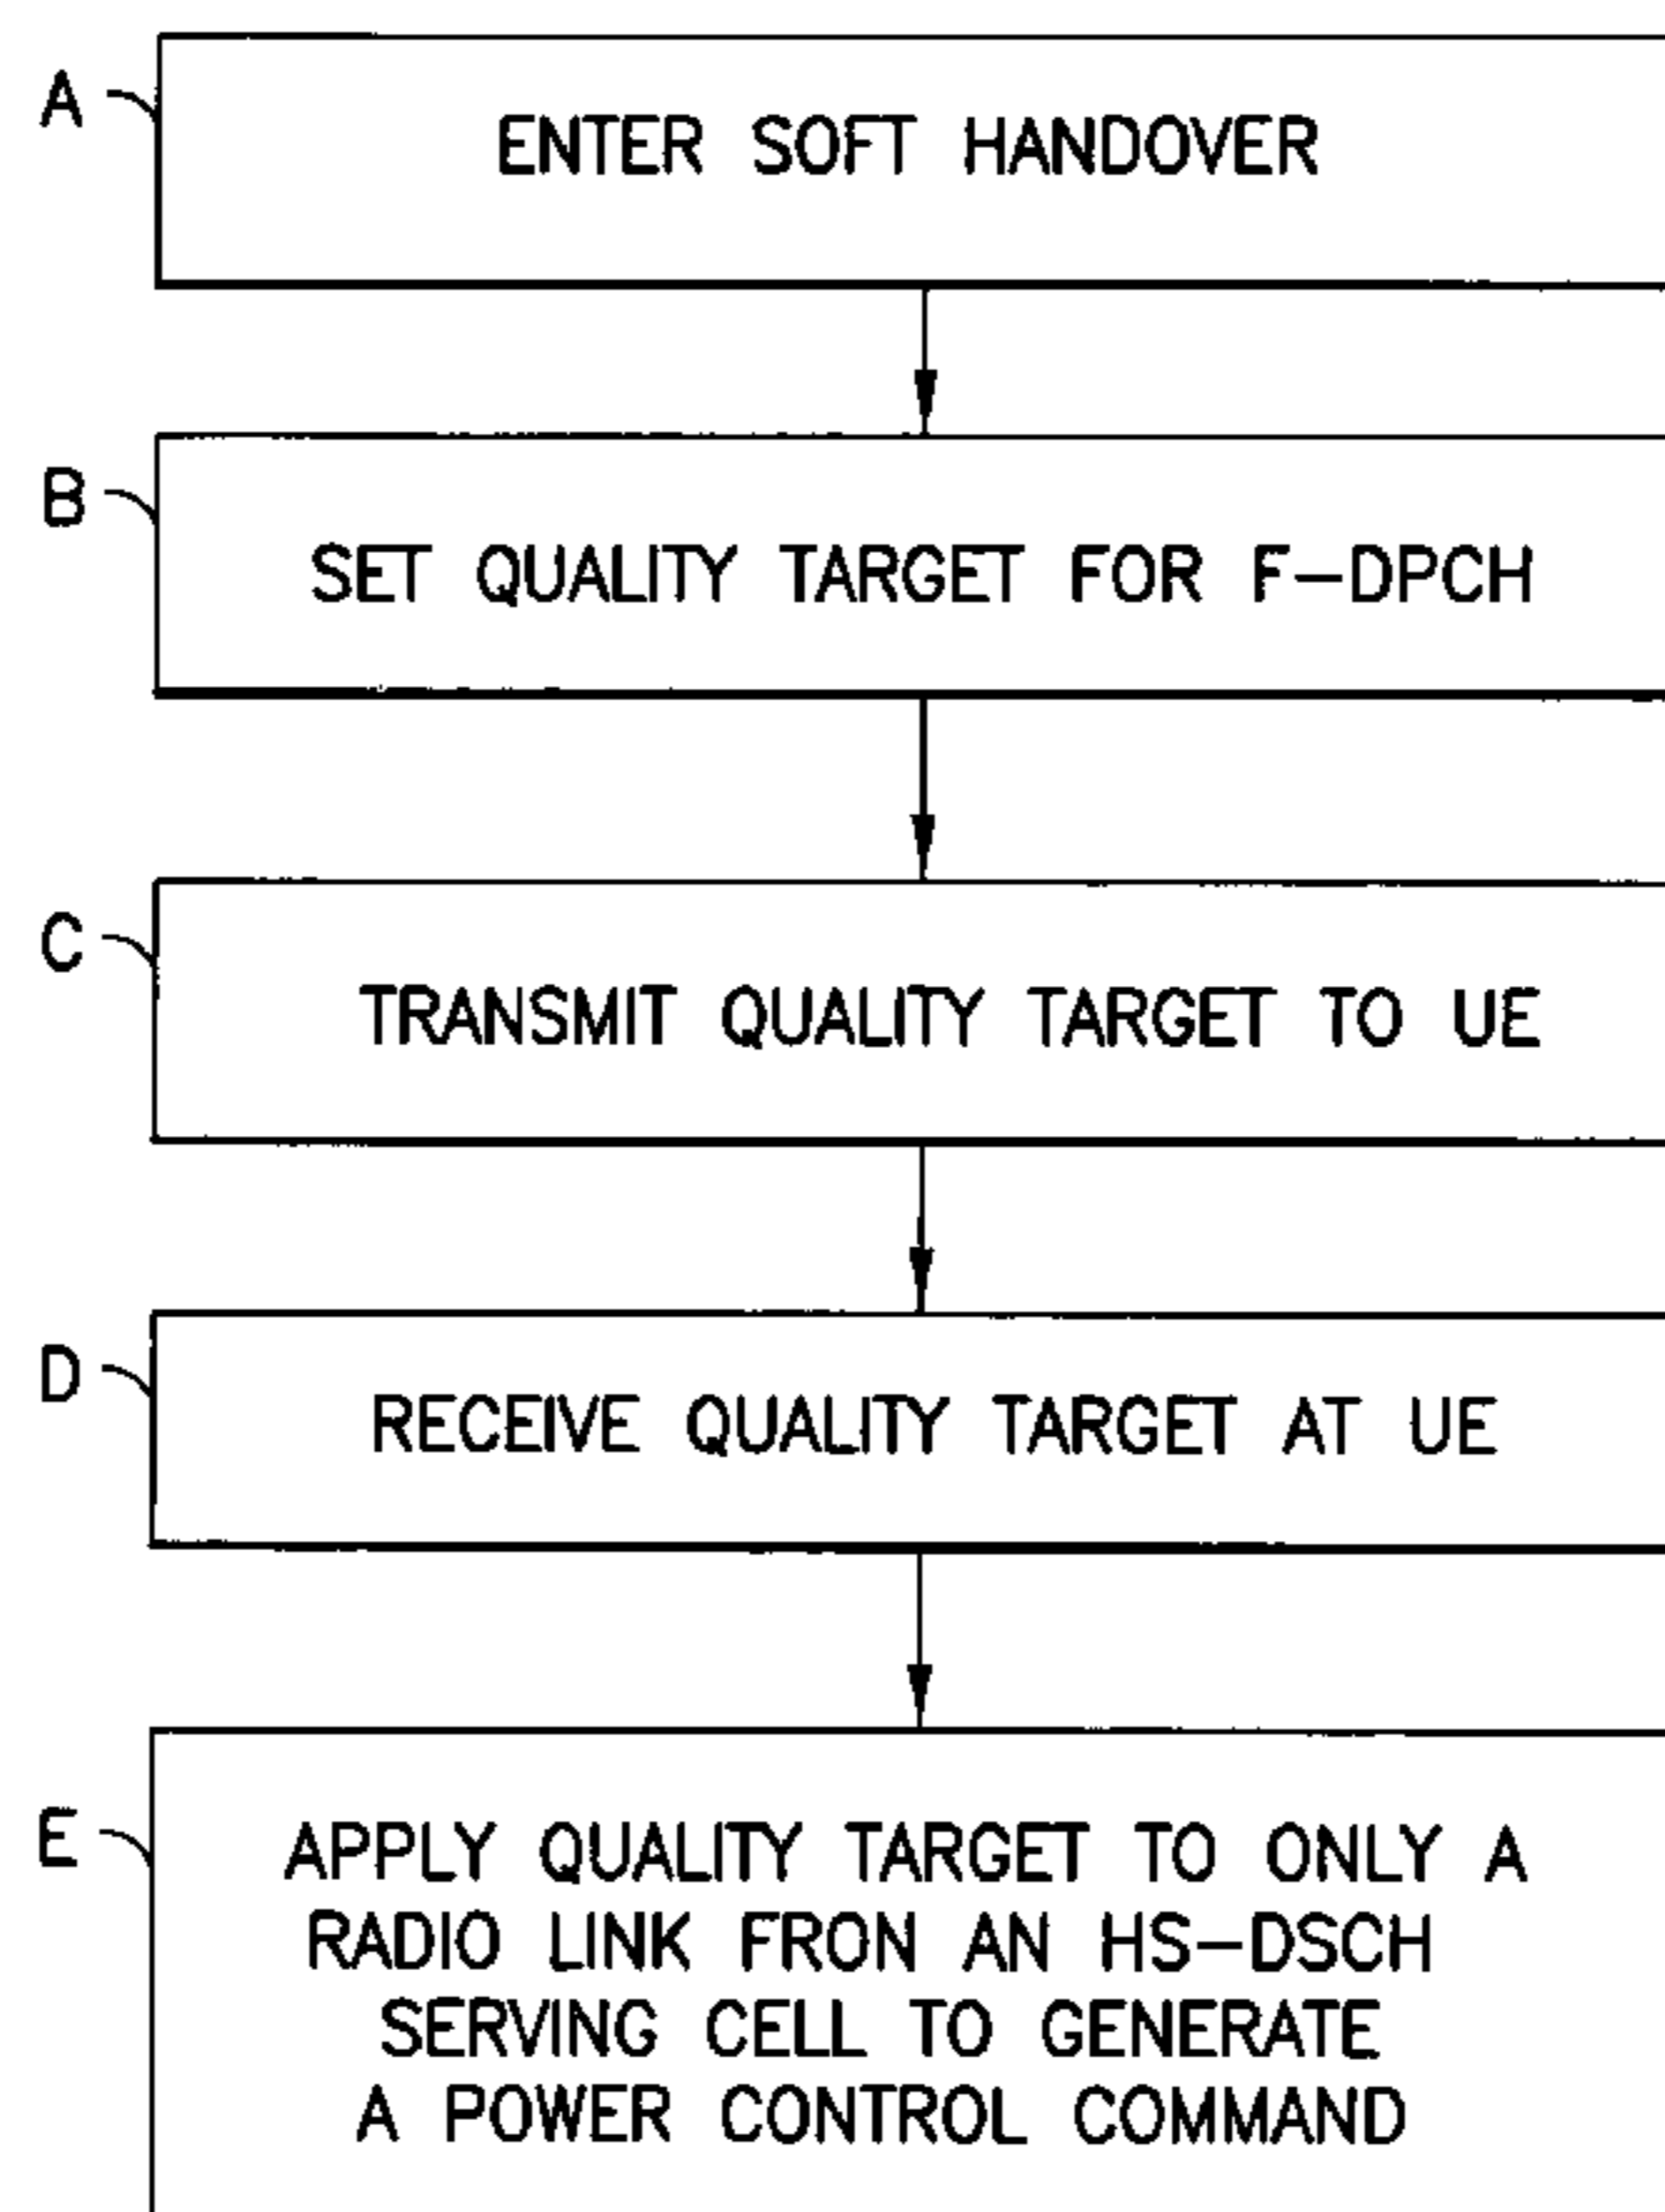 A
ENTER SOFT HANDOVER
B
SET QUALITY TARGET FOR F-DPCH
C
TRANSMIT QUALITY TARGET TO UE
D
RECEIVE QUALITY TARGET AT UE
E
APPLY QUALITY TARGET TO ONLY A
RADIO LINK FRON AN HS-DSCH
SERVING CELL TO GENERATE
A POWER CONTROL COMMAND